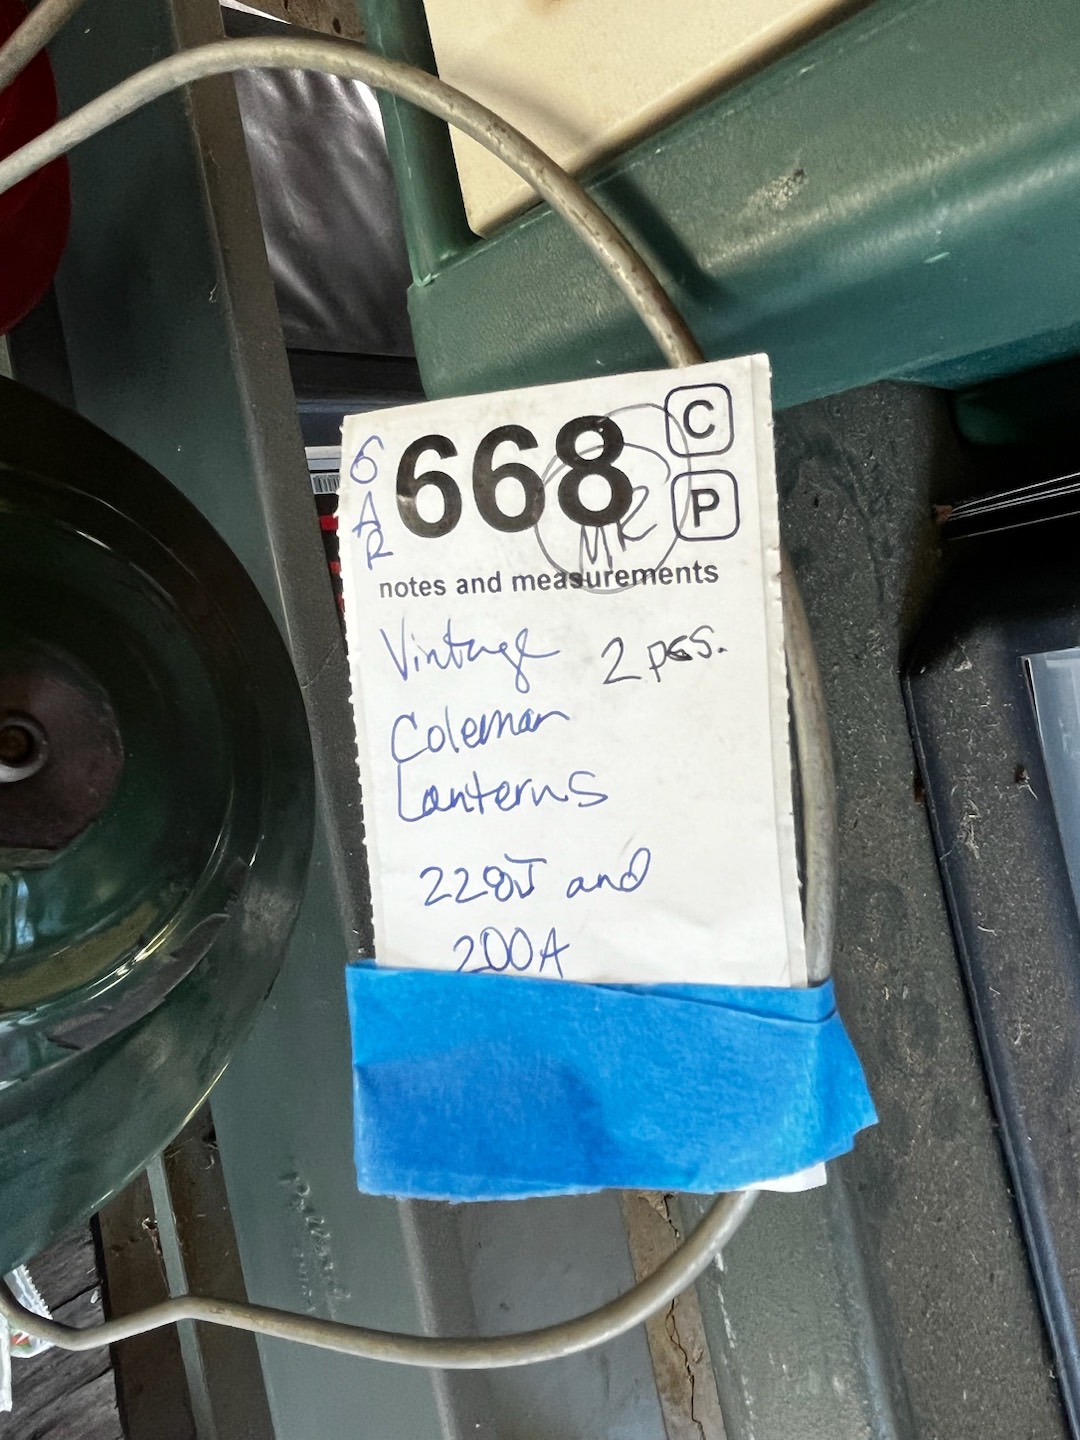 GAR
668
C
P
MR
notes and measurements
Vintage 2 pcs.
Coleman
Lanterns
228J and
200A